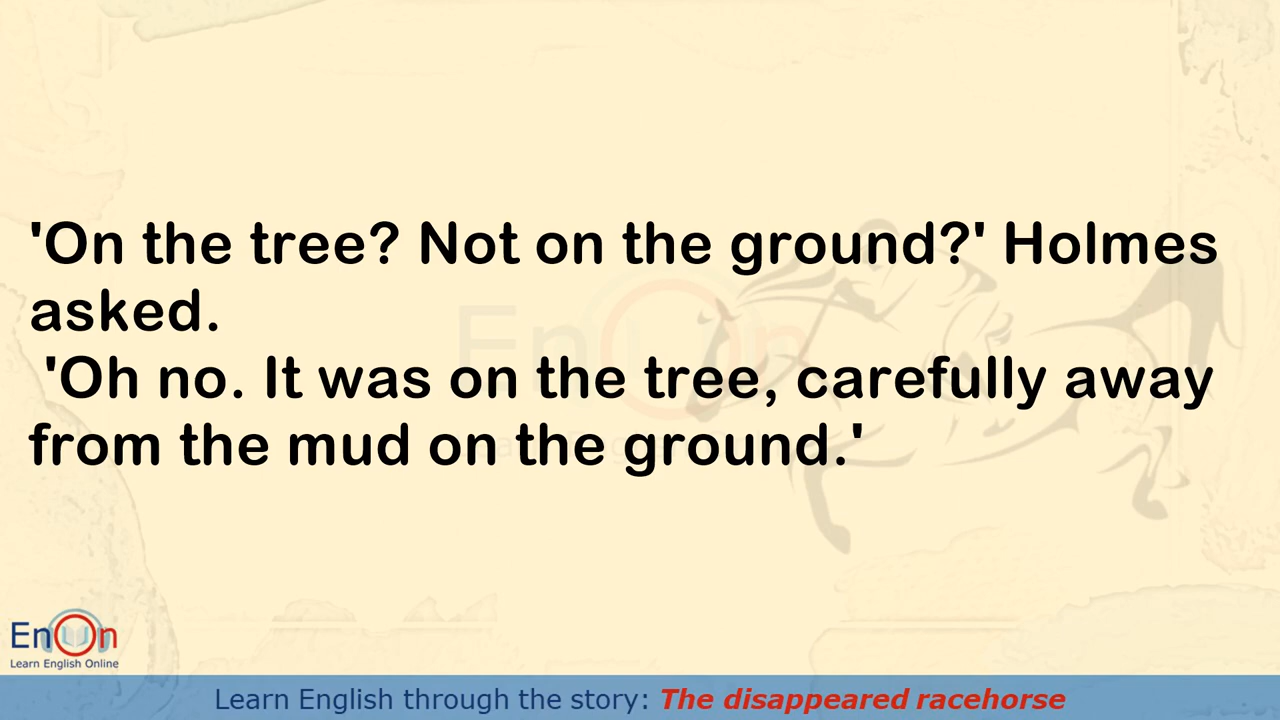 'On the tree? Not on the ground?' Holmes
asked.
'Oh no. It was on the tree, carefully away
from the mud on the ground.'
EnOn
Learn English Online
Learn English through the story: The disappeared racehorse